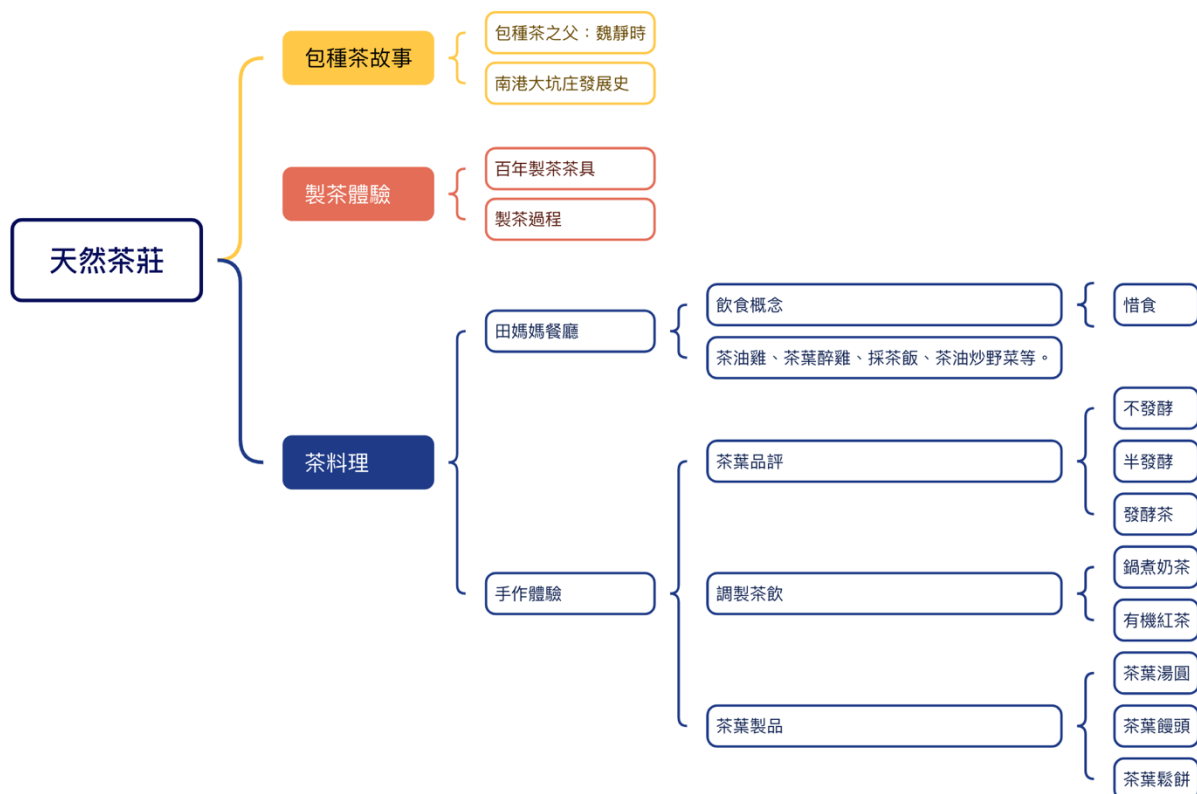 天然茶莊
包種茶故事
包種茶之父：魏靜時
南港大坑庄發展史
製茶體驗
百年製茶茶具
製茶過程
茶料理
田媽媽餐廳
飲食概念
惜食
茶油雞、茶葉醉雞、採茶飯、茶油炒野菜等。
手作體驗
茶葉品評
不發酵
半發酵
發酵茶
調製茶飲
鍋煮奶茶
有機紅茶
茶葉製品
茶葉湯圓
茶葉饅頭
茶葉鬆餅